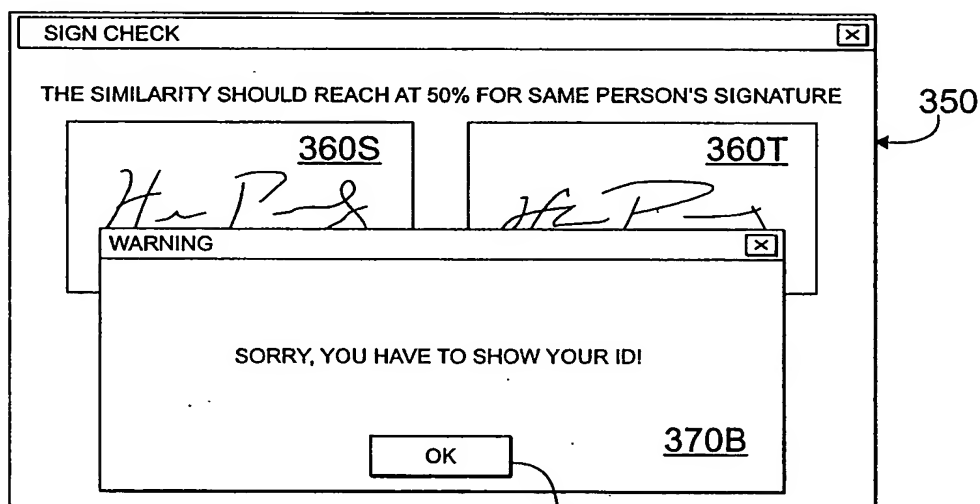 SIGN CHECK
THE SIMILARITY SHOULD REACH AT 50% FOR SAME PERSON'S SIGNATURE
350
360S
360T
WARNING
SORRY, YOU HAVE TO SHOW YOUR ID!
370B
OK